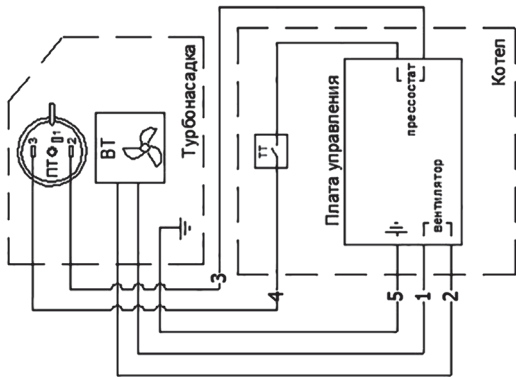 Турбонасадка
ПТ
3
1
2
ВТ
Котел
Плата управления
прессостат
вентилятор
ТТ
3
4
5
1
2